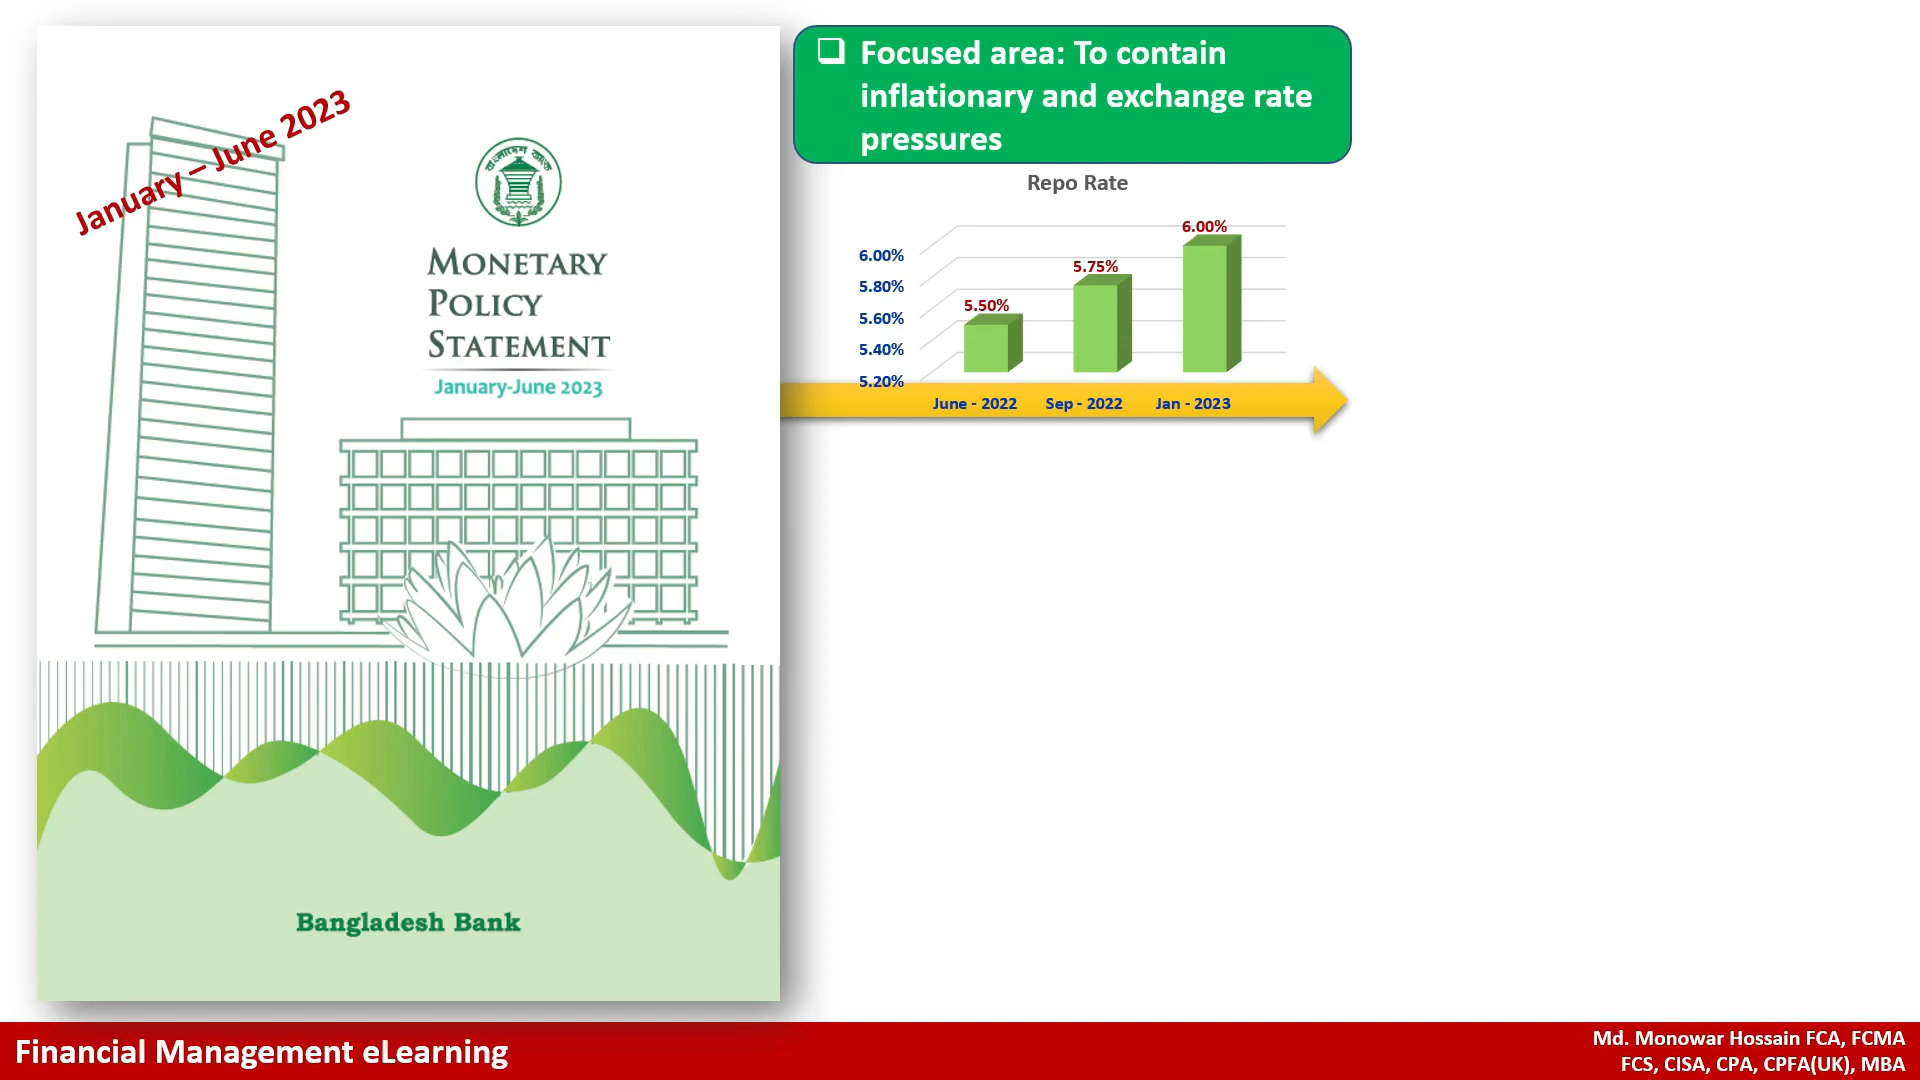 January – June 2023
বাংলাদেশ ব্যাংক
MONETARY
POLICY
STATEMENT
January-June 2023
Bangladesh Bank
❑ Focused area: To contain
inflationary and exchange rate
pressures
Repo Rate
6.00%
5.80%
5.60%
5.40%
5.20%
5.50%
5.75%
6.00%
June - 2022
Sep - 2022
Jan - 2023
Financial Management eLearning
Md. Monowar Hossain FCA, FCMA
FCS, CISA, CPA, CPFA(UK), MBA